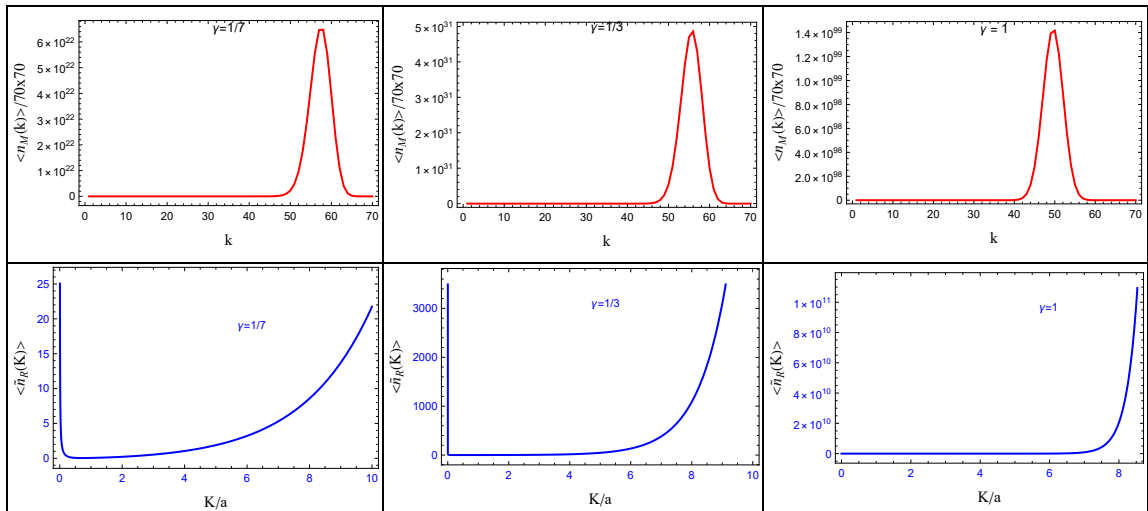 γ=1/7
<n_M(k)>/70x70
6. × 10^22
5. × 10^22
4. × 10^22
3. × 10^22
2. × 10^22
1. × 10^22
0
0 10 20 30 40 50 60 70
k
γ=1/3
<n_M(k)>/70x70
5. × 10^31
4. × 10^31
3. × 10^31
2. × 10^31
1. × 10^31
0
0 10 20 30 40 50 60 70
k
γ = 1
<n_M(k)>/70x70
1.4 × 10^99
1.2 × 10^99
1.0 × 10^99
8.0 × 10^98
6.0 × 10^98
4.0 × 10^98
2.0 × 10^98
0
0 10 20 30 40 50 60 70
k
γ=1/7
<ñ_R(K)>
25
20
15
10
5
0
0 2 4 6 8 10
K/a
γ=1/3
<ñ_R(K)>
3000
2000
1000
0
0 2 4 6 8 10
K/a
γ=1
<ñ_R(K)>
1 × 10^11
8 × 10^10
6 × 10^10
4 × 10^10
2 × 10^10
0
0 2 4 6 8
K/a